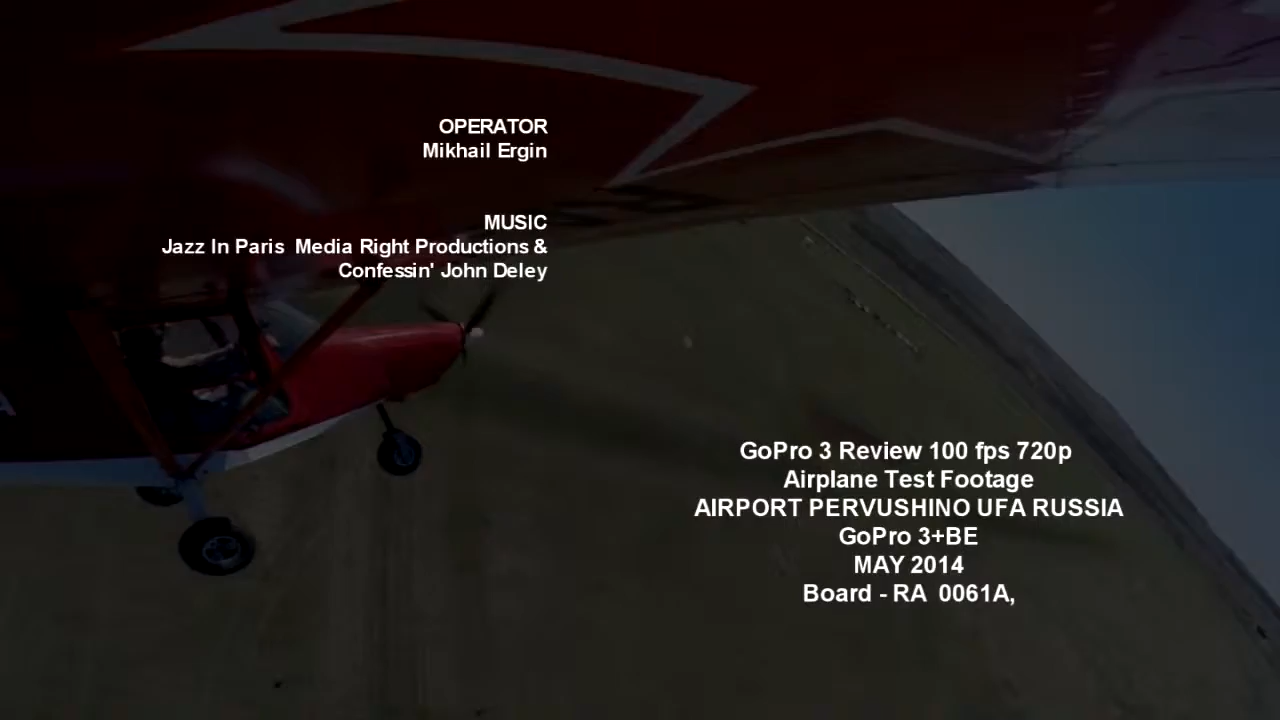 OPERATOR
Mikhail Ergin
MUSIC
Jazz In Paris  Media Right Productions &
Confessin' John Deley
GoPro 3 Review 100 fps 720p
Airplane Test Footage
AIRPORT PERVUSHINO UFA RUSSIA
GoPro 3+BE
MAY 2014
Board - RA  0061A,